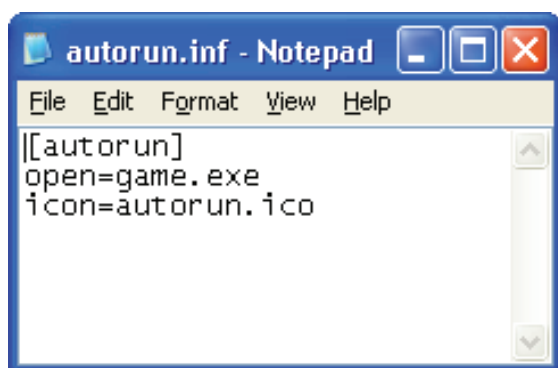 autorun.inf - Notepad
File Edit Format View Help
[autorun]
open=game.exe
icon=autorun.ico